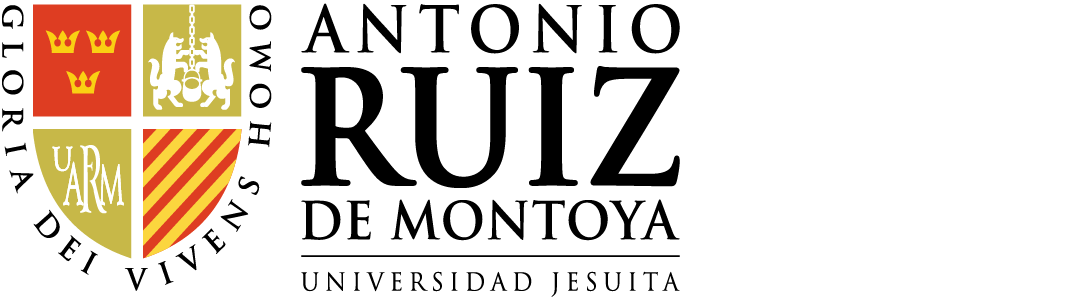 GLORIA DEI VIVENS HOMO
UARM
ANTONIO
RUIZ
DE MONTOYA
UNIVERSIDAD JESUITA